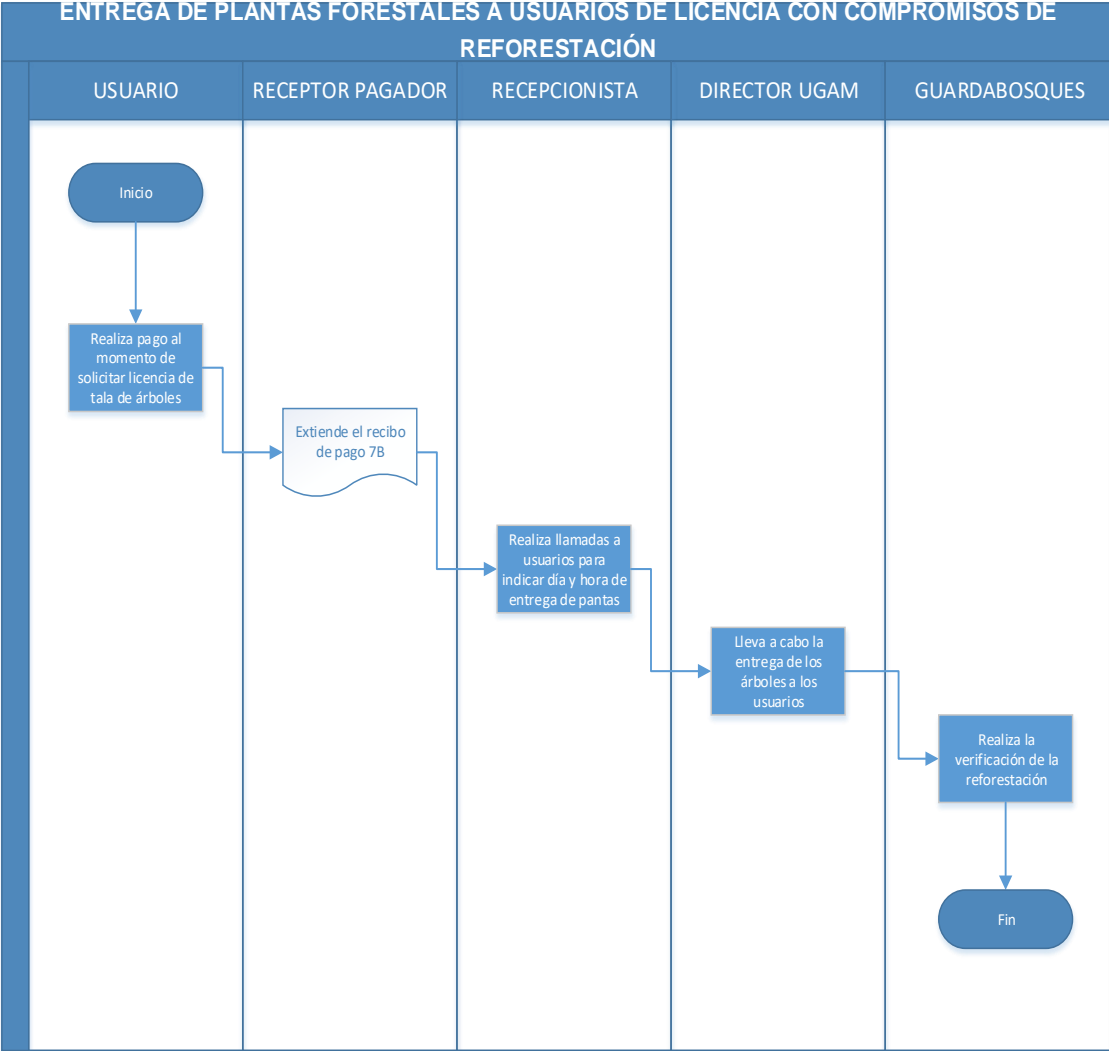 ENTREGA DE PLANTAS FORESTALES A USUARIOS DE LICENCIA CON COMPROMISOS DE
REFORESTACIÓN
USUARIO
RECEPTOR PAGADOR
RECEPCIONISTA
DIRECTOR UGAM
GUARDABOSQUES
Inicio
Realiza pago al
momento de
solicitar licencia de
tala de árboles
Extiende el recibo
de pago 7B
Realiza llamadas a
usuarios para
indicar día y hora de
entrega de pantas
Lleva a cabo la
entrega de los
árboles a los
usuarios
Realiza la
verificación de la
reforestación
Fin